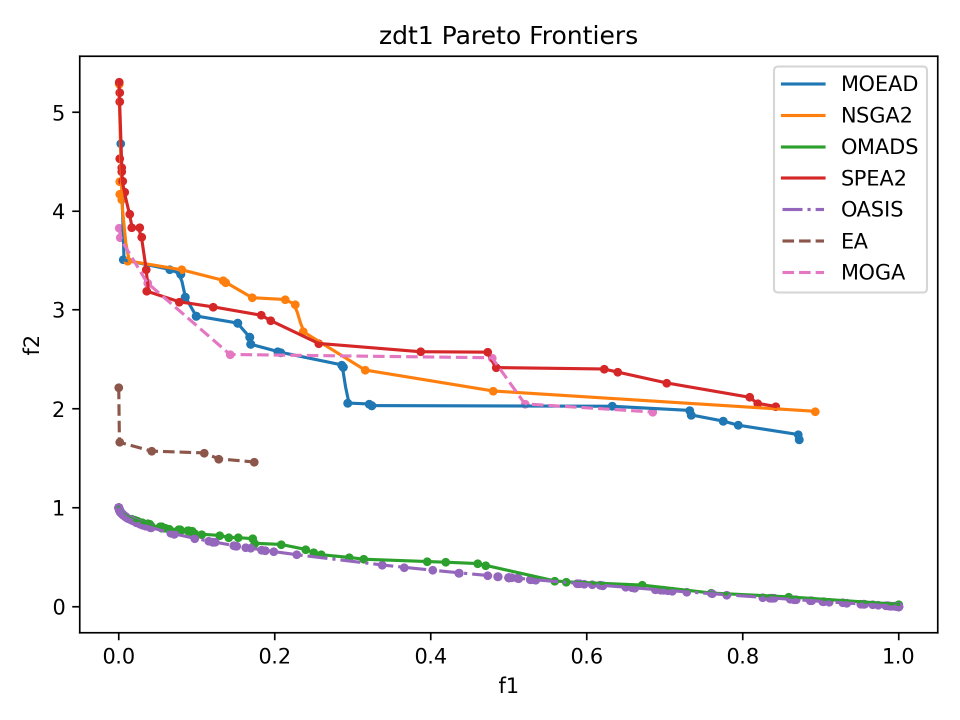 zdt1 Pareto Frontiers
MOEAD
NSGA2
OMADS
SPEA2
OASIS
EA
MOGA
f2
5
4
3
2
1
0
0.0 0.2 0.4 0.6 0.8 1.0
f1